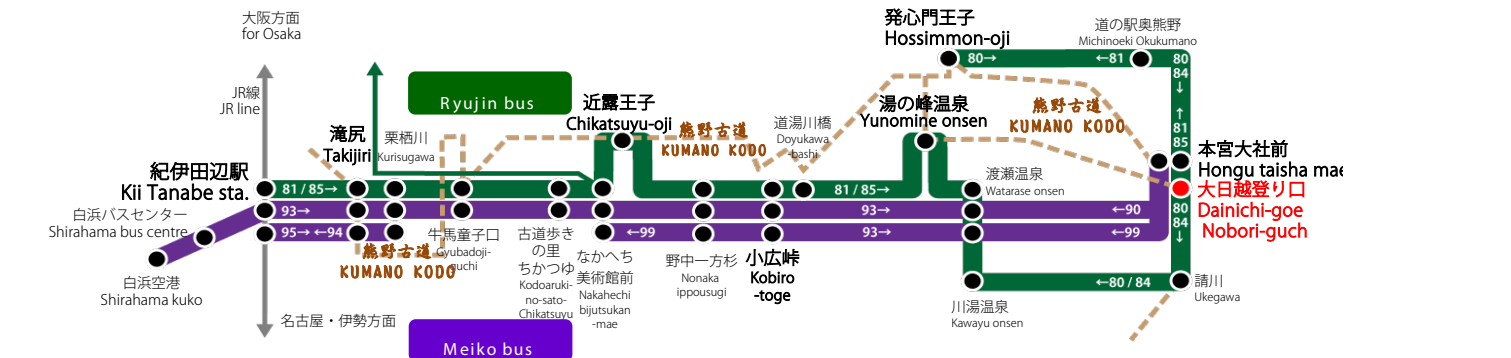 大阪方面
for Osaka
JR線
JR line
滝尻
Takijiri
栗栖川
Kurisugawa
Ryujin bus
近露王子
Chikatsuyu-oji
熊野古道
KUMANO KODO
道湯川橋
Doyukawa
-bashi
発心門王子
Hossimmon-oji
80→
←81
道の駅奥熊野
Michinoeki Okukumano
80
84
↓
↑
81
85
湯の峰温泉
Yunomine onsen
熊野古道
KUMANO KODO
本宮大社前
Hongu taisha mae
大日越登り口
Dainichi-goe
Nobori-guch
80
84
↓
紀伊田辺駅
Kii Tanabe sta.
白浜バスセンター
Shirahama bus centre
白浜空港
Shirahama kuko
81 / 85→
93→
95→ ←94
81 / 85→
93→
←90
←99
93→
←99
渡瀬温泉
Watarase onsen
熊野古道
KUMANO KODO
牛馬童子口
Gyubadoji-
guchi
古道歩き
の里
ちかつゆ
Kodoaruki-
no-sato-
Chikatsuyu
なかへち
美術館前
Nakahechi
bijutsukan
-mae
野中一方杉
Nonaka
ippousugi
小広峠
Kobiro
-toge
川湯温泉
Kawayu onsen
←80 / 84
請川
Ukegawa
名古屋・伊勢方面
Meiko bus